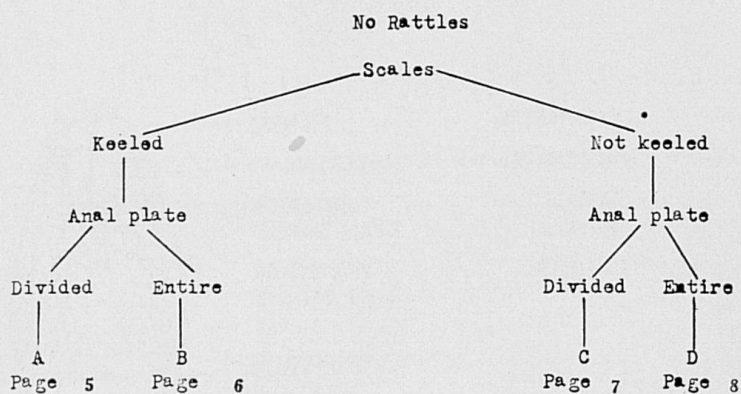 No Rattles
Scales
Keeled Not keeled
Anal plate Anal plate
Divided Entire Divided Entire
A B C D
Page 5 Page 6 Page 7 Page 8